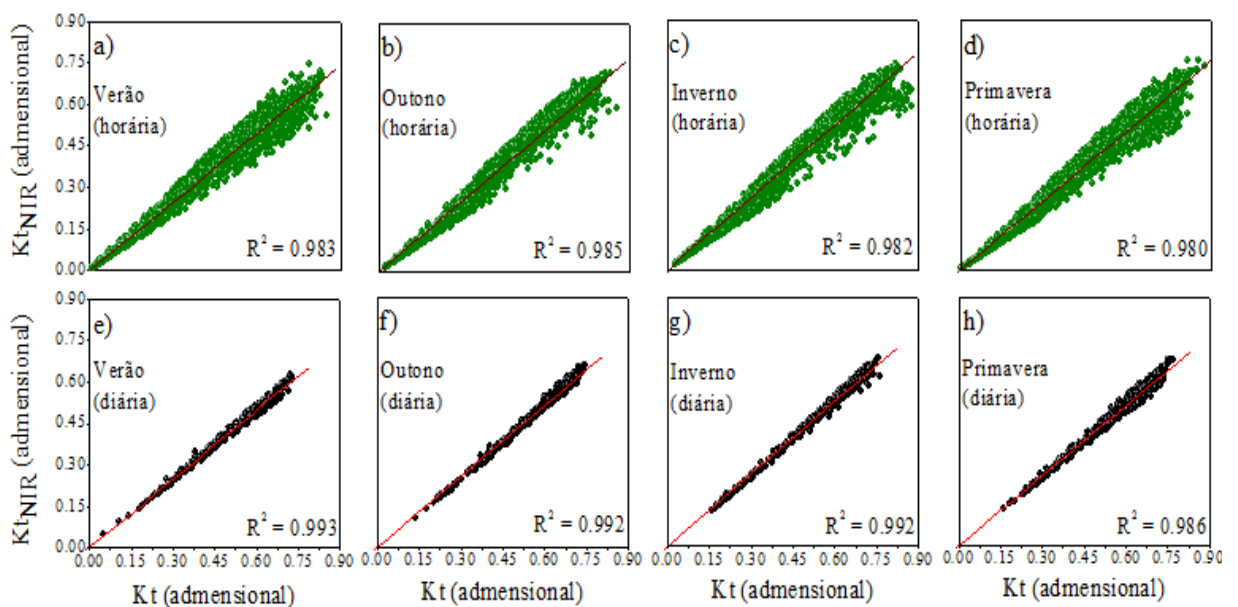 KtNIR (admensional)
0.90
0.75
0.60
0.45
0.30
0.15
0.00
a)
Verão
(horária)
R² = 0.983
b)
Outono
(horária)
R² = 0.985
c)
Inverno
(horária)
R² = 0.982
d)
Primavera
(horária)
R² = 0.980
KtNIR (admensional)
0.90
0.75
0.60
0.45
0.30
0.15
0.00
e)
Verão
(diária)
R² = 0.993
f)
Outono
(diária)
R² = 0.992
g)
Inverno
(diária)
R² = 0.992
h)
Primavera
(diária)
R² = 0.986
0.00 0.15 0.30 0.45 0.60 0.75 0.90
0.00 0.15 0.30 0.45 0.60 0.75 0.90
0.00 0.15 0.30 0.45 0.60 0.75 0.90
0.00 0.15 0.30 0.45 0.60 0.75 0.90
Kt (admensional)
Kt (admensional)
Kt (admensional)
Kt (admensional)